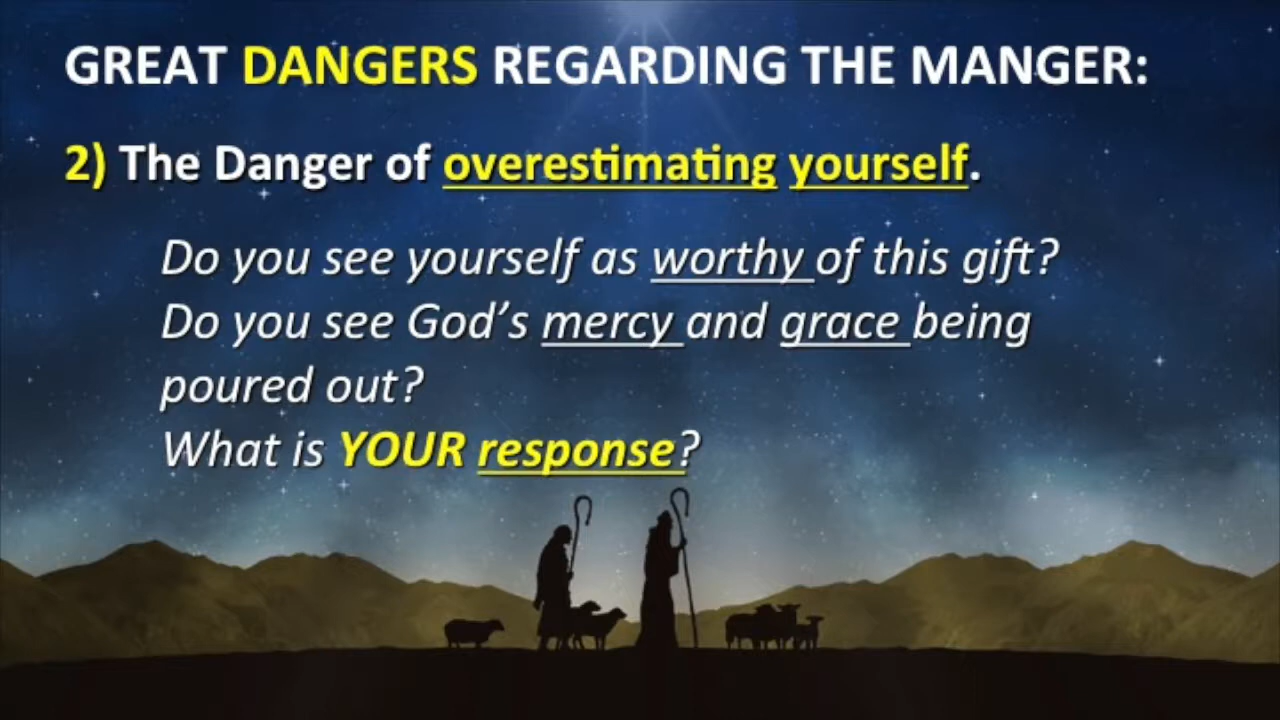 GREAT DANGERS REGARDING THE MANGER:
2) The Danger of overestimating yourself.
Do you see yourself as worthy of this gift?
Do you see God’s mercy and grace being
poured out?
What is YOUR response?